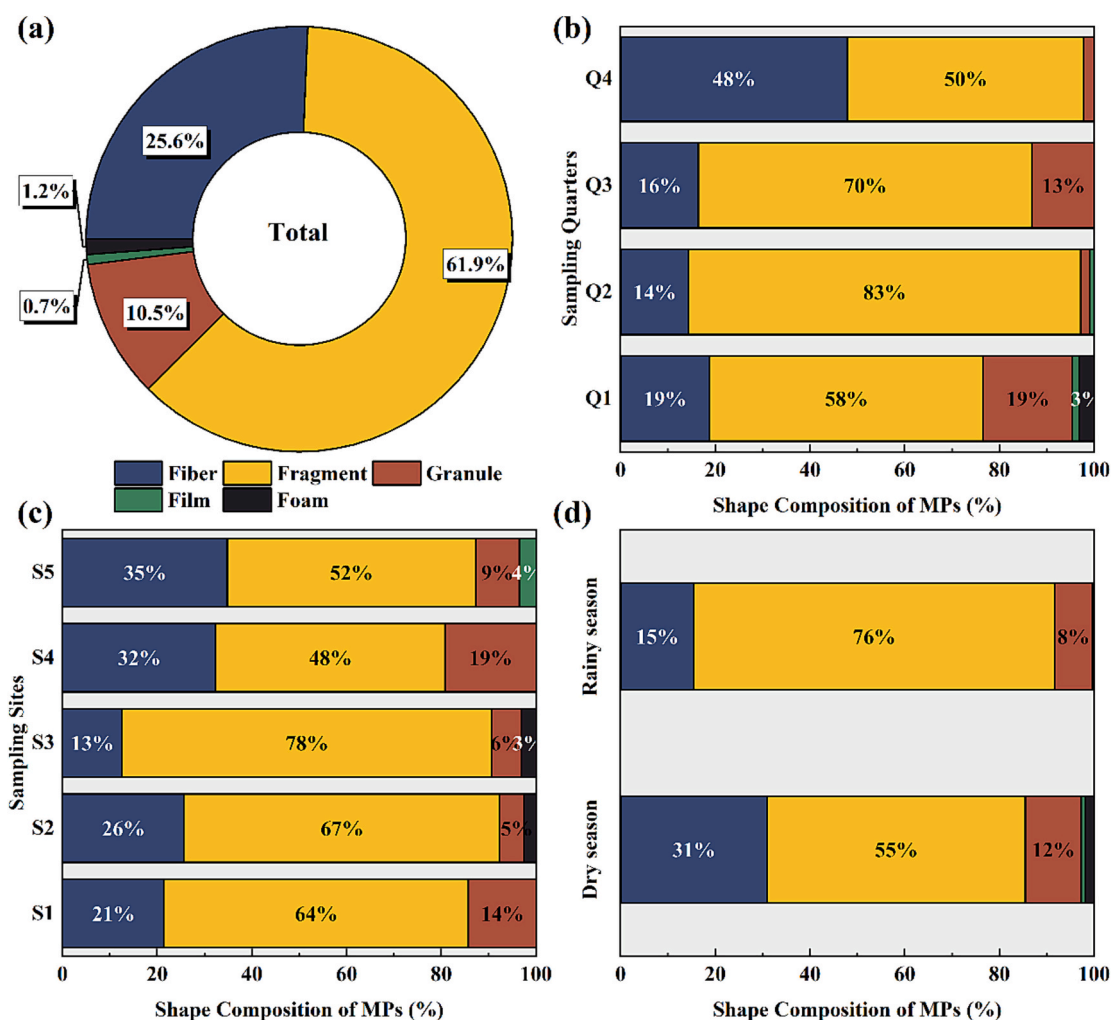 (a)
25.6%
1.2%
Total
61.9%
0.7%
10.5%
Fiber Fragment Granule
Film Foam
(b)
Sampling Quarters
Q4 48% 50%
Q3 16% 70% 13%
Q2 14% 83%
Q1 19% 58% 19% 3%
0 20 40 60 80 100
Shape Composition of MPs (%)
(c)
Sampling Sites
S5 35% 52% 9% 4%
S4 32% 48% 19%
S3 13% 78% 6% 3%
S2 26% 67% 5%
S1 21% 64% 14%
0 20 40 60 80 100
Shape Composition of MPs (%)
(d)
Rainy season 15% 76% 8%
Dry season 31% 55% 12%
0 20 40 60 80 100
Shape Composition of MPs (%)